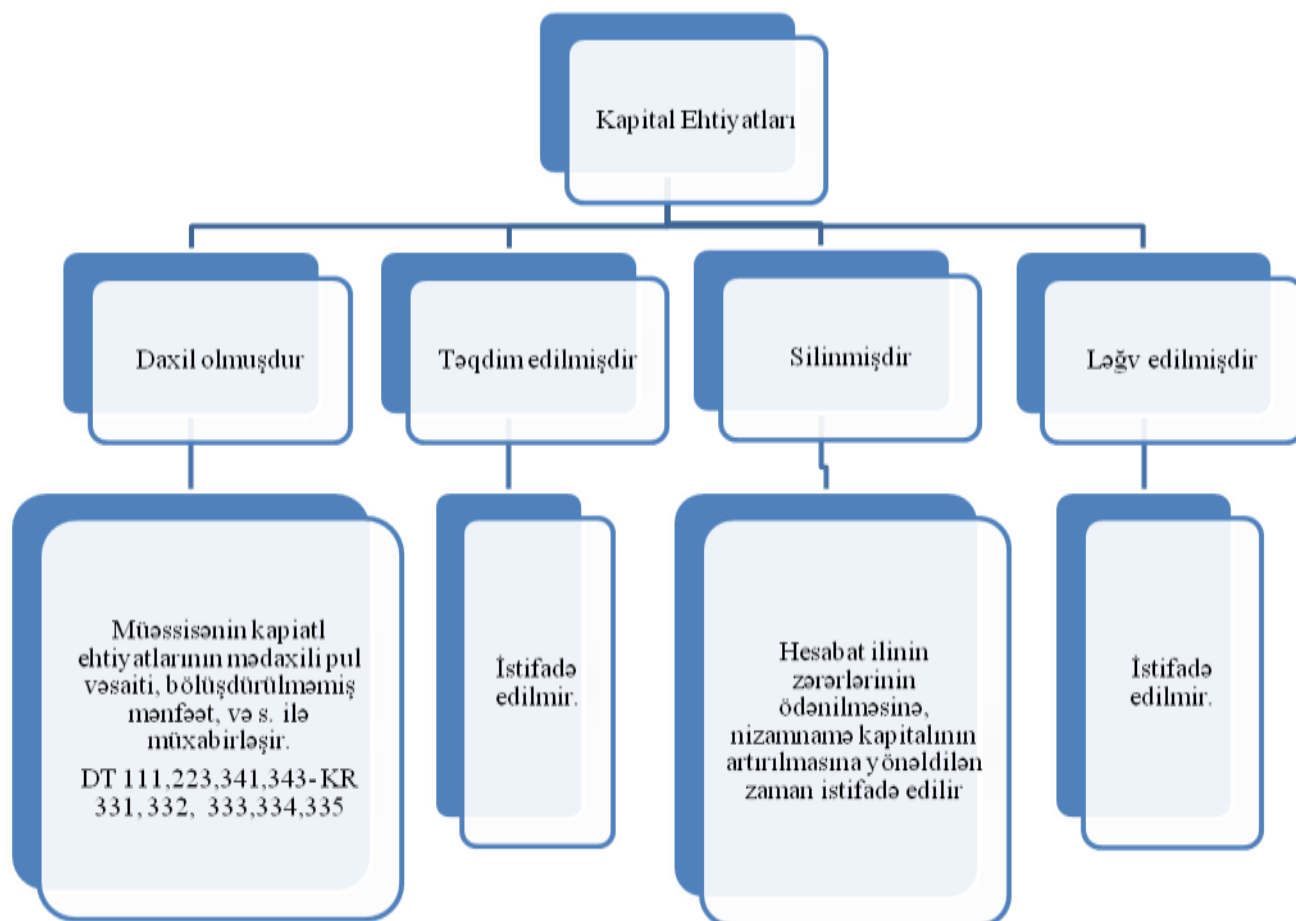 Kapital Ehtiyatları
Daxil olmuşdur
Təqdim edilmişdir
Silinmişdir
Ləğv edilmişdir
Müəssisənin kapiatl
ehtiyatlarının mədaxili pul
vəsaiti, bölüşdürülməmiş
mənfəət, və s. ilə
müxabirləşir.
DT 111,223,341,343- KR
331, 332, 333,334,335
İstifadə
edilmir.
Hesabat ilinin
zərərlərinin
ödənilməsinə,
nizamnamə kapitalının
artırılmasına yönəldilən
zaman istifadə edilir
İstifadə
edilmir.